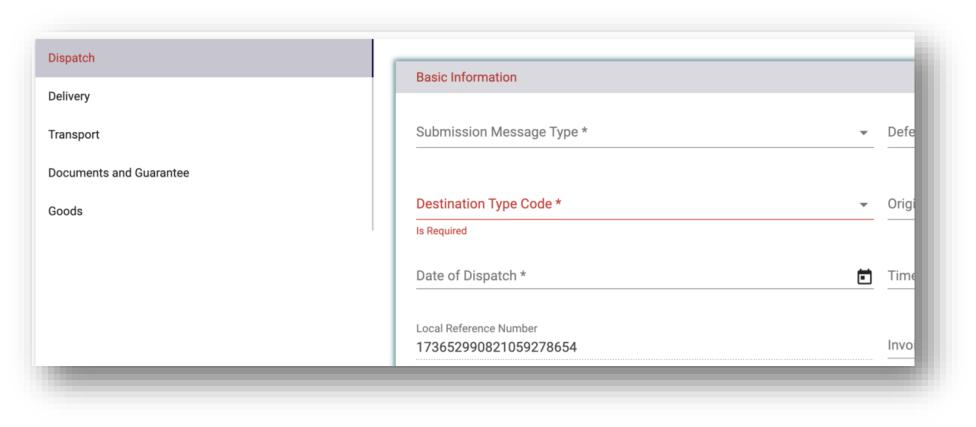 Dispatch
Delivery
Transport
Documents and Guarantee
Goods
Basic Information
Submission Message Type *
Defe
Destination Type Code *
Origi
Is Required
Date of Dispatch *
Time
Local Reference Number
173652990821059278654
Invo